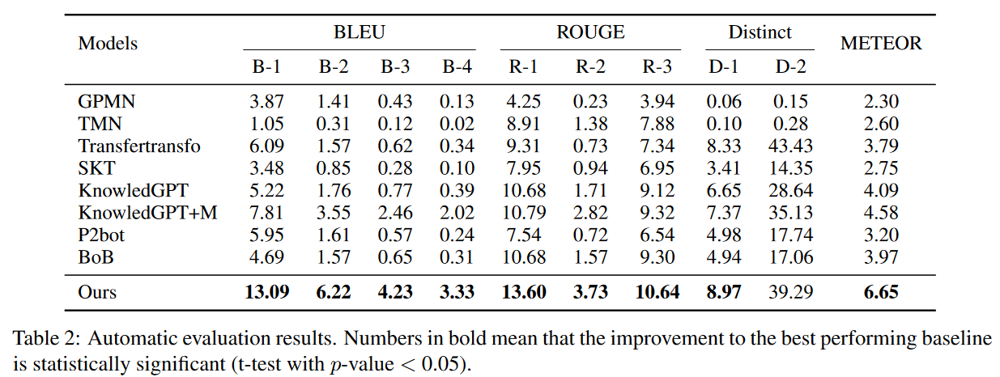 Models BLEU ROUGE Distinct METEOR
B-1 B-2 B-3 B-4 R-1 R-2 R-3 D-1 D-2
GPMN 3.87 1.41 0.43 0.13 4.25 0.23 3.94 0.06 0.15 2.30
TMN 1.05 0.31 0.12 0.02 8.91 1.38 7.88 0.10 0.28 2.60
Transfertransfo 6.09 1.57 0.62 0.34 9.31 0.73 7.34 8.33 43.43 3.79
SKT 3.48 0.85 0.28 0.10 7.95 0.94 6.95 3.41 14.35 2.75
KnowledGPT 5.22 1.76 0.77 0.39 10.68 1.71 9.12 6.65 28.64 4.09
KnowledGPT+M 7.81 3.55 2.46 2.02 10.79 2.82 9.32 7.37 35.13 4.58
P2bot 5.95 1.61 0.57 0.24 7.54 0.72 6.54 4.98 17.74 3.20
BoB 4.69 1.57 0.65 0.31 10.68 1.57 9.30 4.94 17.06 3.97
Ours 13.09 6.22 4.23 3.33 13.60 3.73 10.64 8.97 39.29 6.65
Table 2: Automatic evaluation results. Numbers in bold mean that the improvement to the best performing baseline
is statistically significant (t-test with p-value < 0.05).